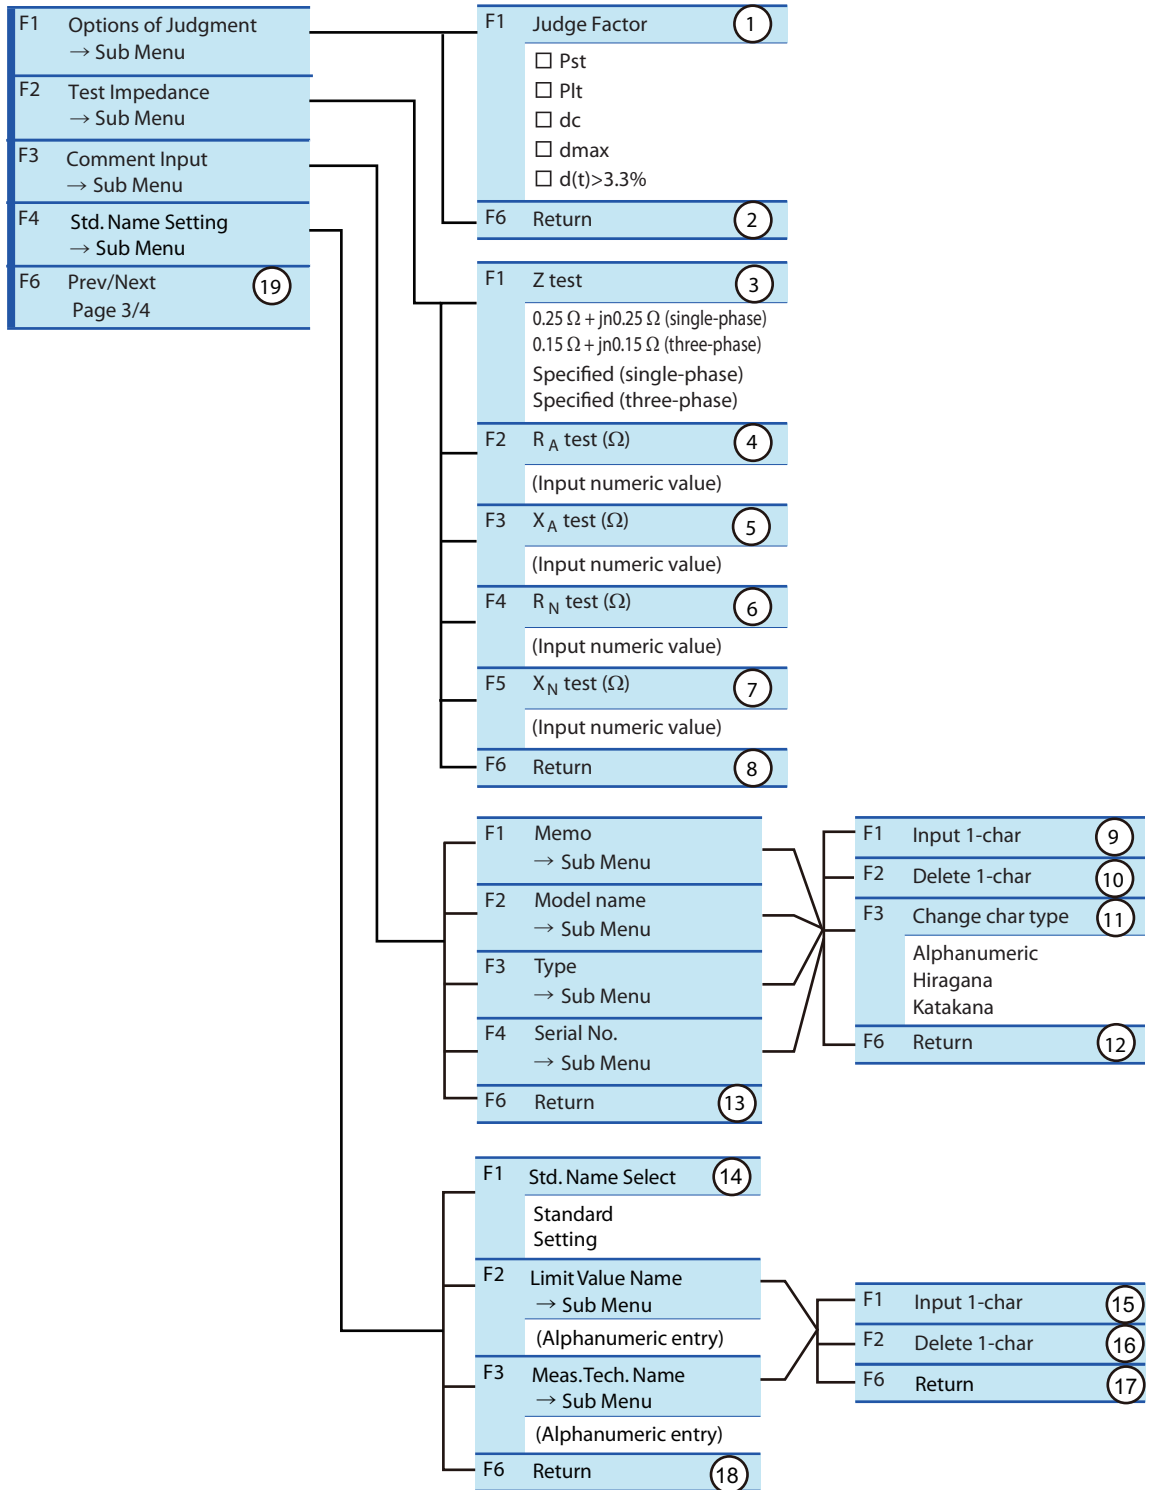 F1 Options of Judgment
→ Sub Menu
F2 Test Impedance
→ Sub Menu
F3 Comment Input
→ Sub Menu
F4 Std. Name Setting
→ Sub Menu
F6 Prev/Next 19
Page 3/4
F1 Judge Factor 1
□ Pst
□ Plt
□ dc
□ dmax
□ d(t)>3.3%
F6 Return 2
F1 Z test 3
0.25 Ω + jn0.25 Ω (single-phase)
0.15 Ω + jn0.15 Ω (three-phase)
Specified (single-phase)
Specified (three-phase)
F2 R A test (Ω) 4
(Input numeric value)
F3 X A test (Ω) 5
(Input numeric value)
F4 R N test (Ω) 6
(Input numeric value)
F5 X N test (Ω) 7
(Input numeric value)
F6 Return 8
F1 Memo
→ Sub Menu
F2 Model name
→ Sub Menu
F3 Type
→ Sub Menu
F4 Serial No.
→ Sub Menu
F6 Return 13
F1 Input 1-char 9
F2 Delete 1-char 10
F3 Change char type 11
Alphanumeric
Hiragana
Katakana
F6 Return 12
F1 Std. Name Select 14
Standard
Setting
F2 Limit Value Name
→ Sub Menu
(Alphanumeric entry)
F3 Meas.Tech. Name
→ Sub Menu
(Alphanumeric entry)
F6 Return 18
F1 Input 1-char 15
F2 Delete 1-char 16
F6 Return 17